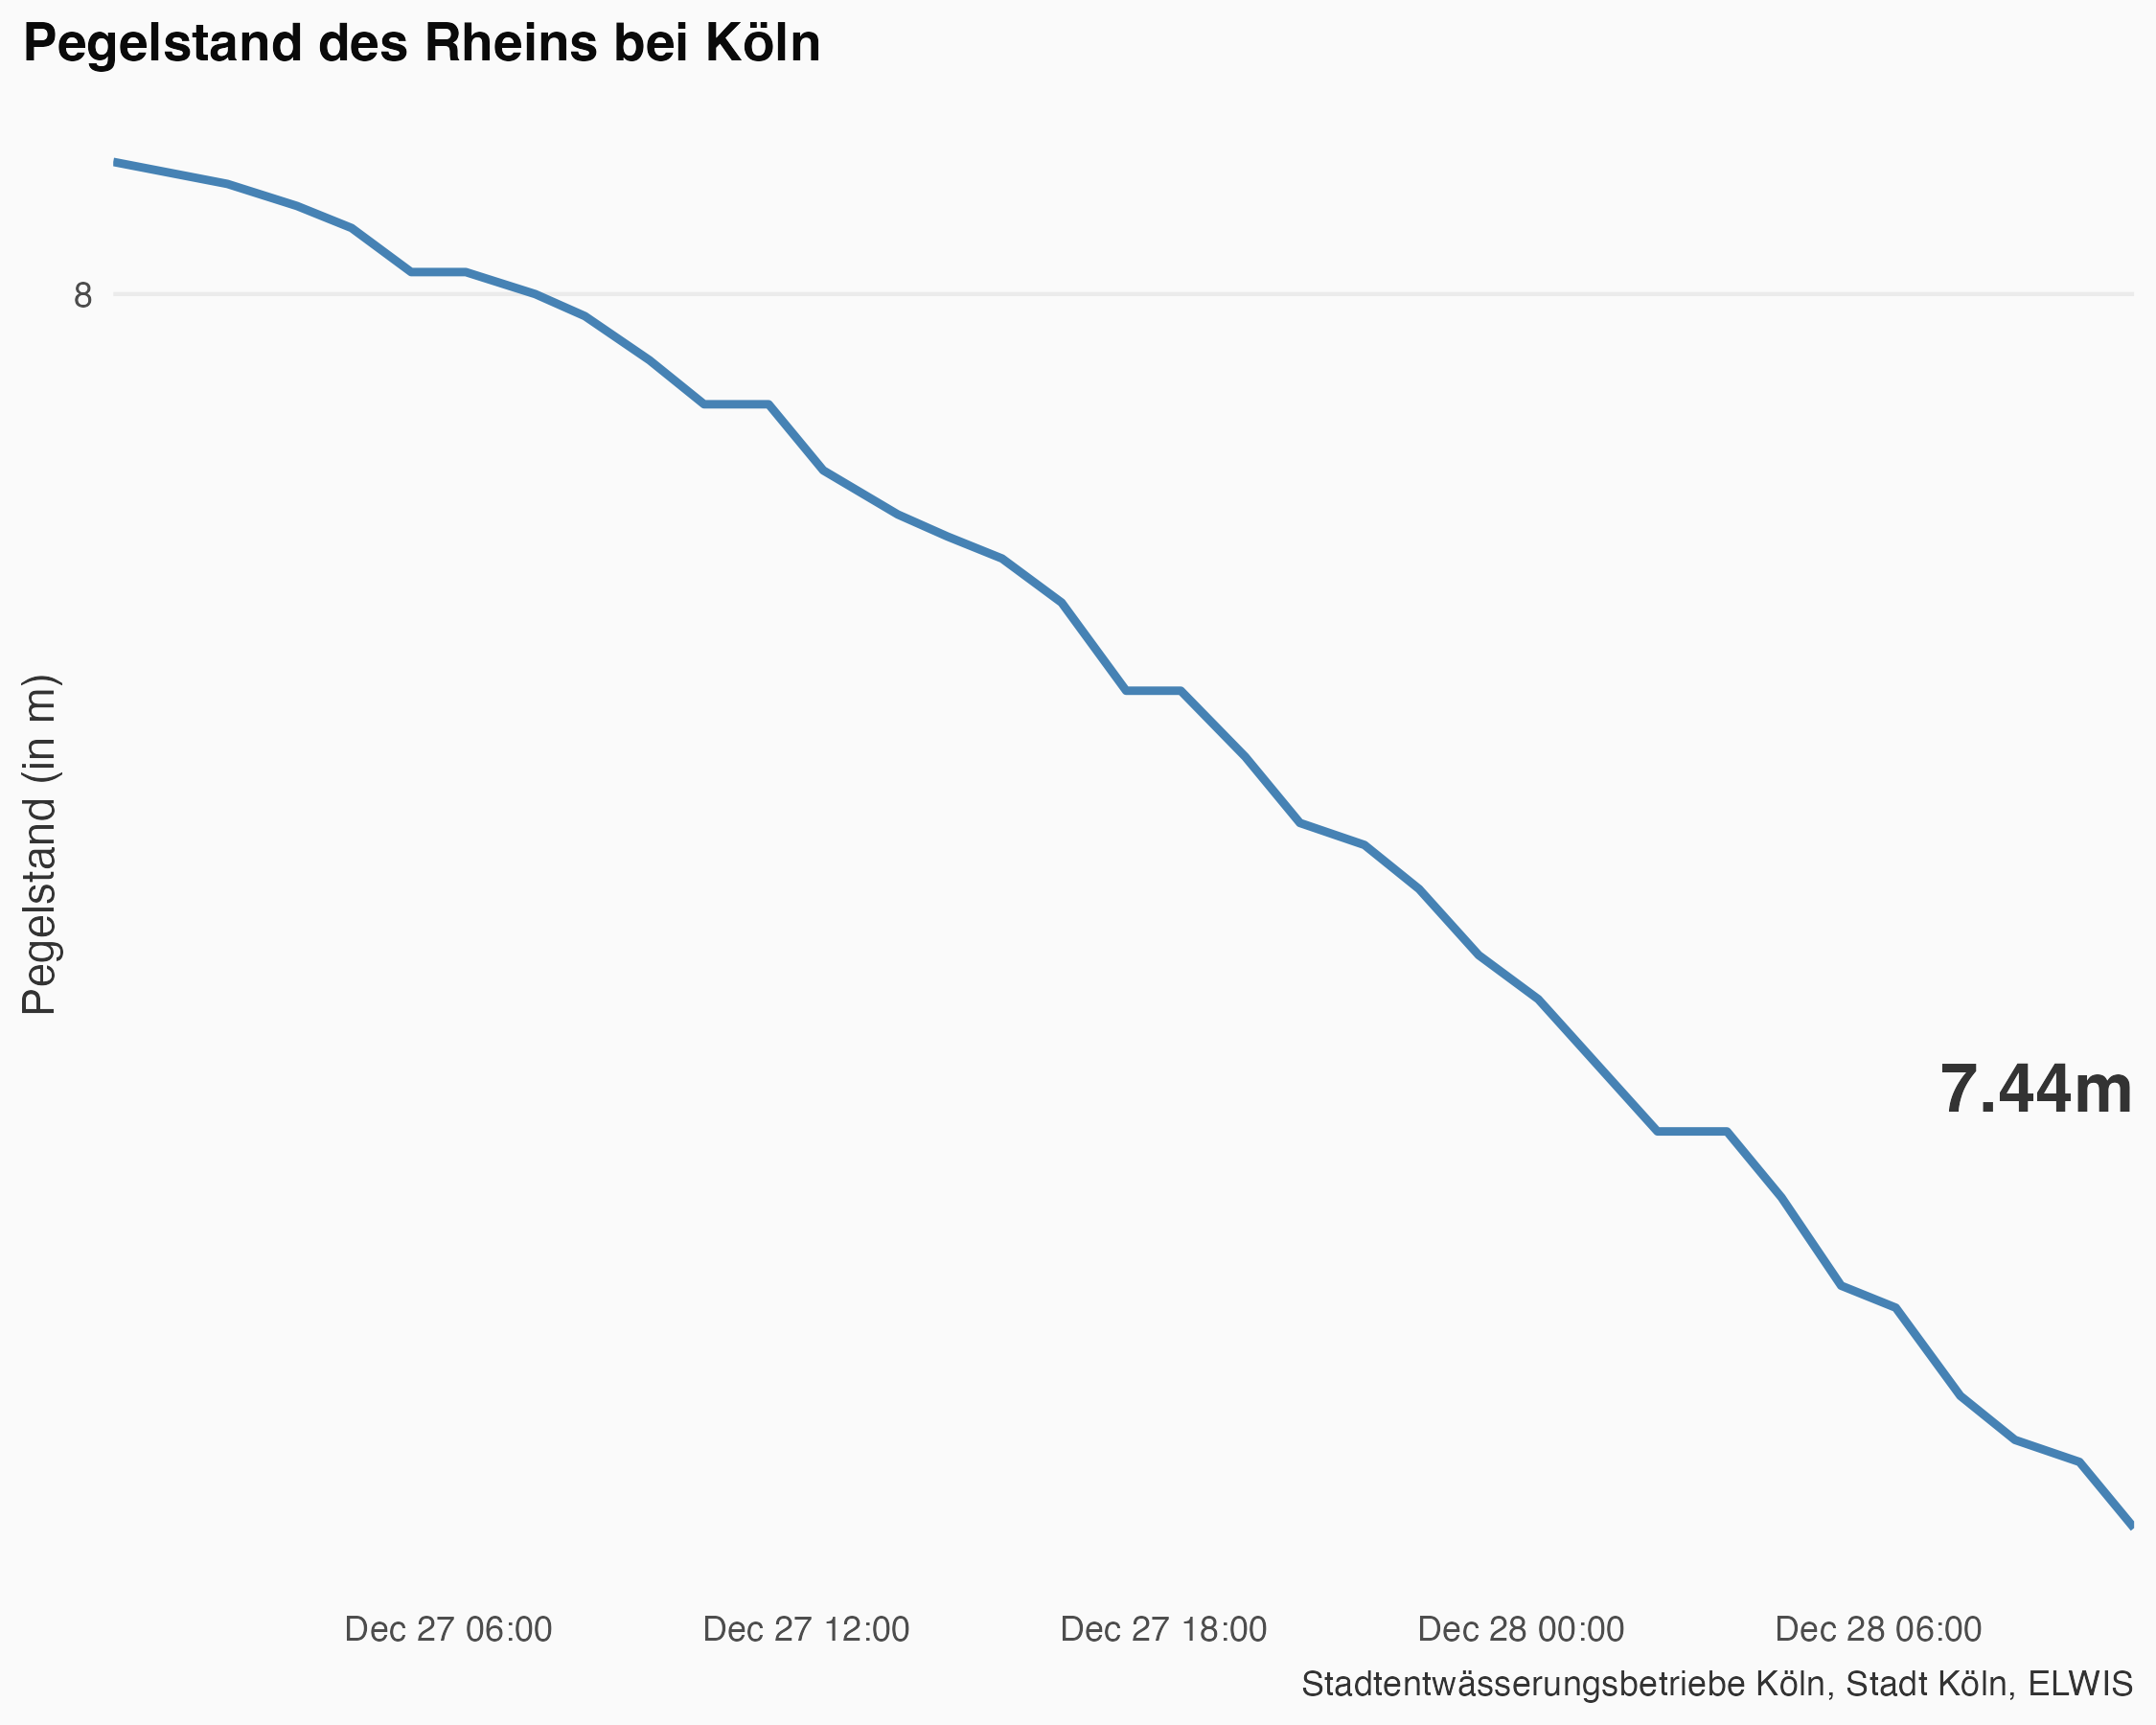 Pegelstand des Rheins bei Köln
8
Pegelstand (in m)
7.44m
Dec 27 06:00 Dec 27 12:00 Dec 27 18:00 Dec 28 00:00 Dec 28 06:00
Stadtentwässerungsbetriebe Köln, Stadt Köln, ELWIS